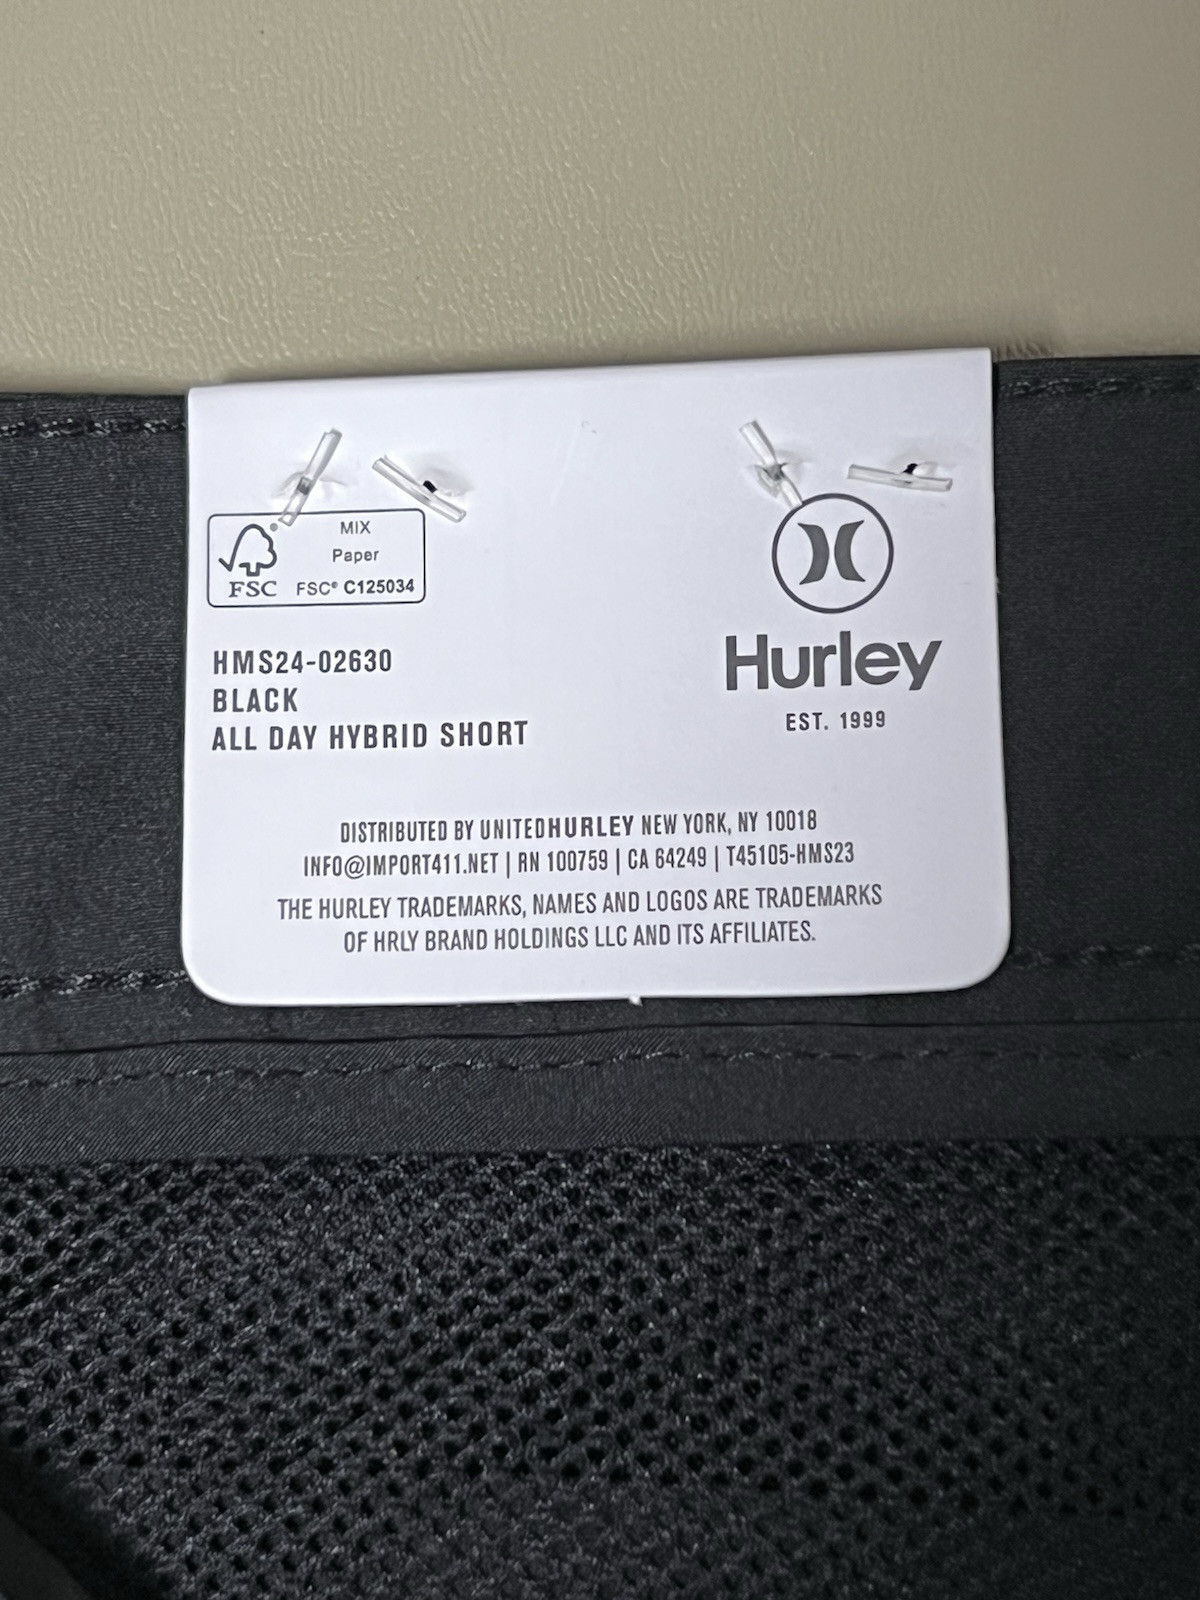 MIX
Paper
FSC
FSC® C125034
HMS24-02630
BLACK
ALL DAY HYBRID SHORT
Hurley
EST. 1999
DISTRIBUTED BY UNITEDHURLEY NEW YORK, NY 10018
INFO@IMPORT411.NET | RN 100759 | CA 64249 | T45105-HMS23
THE HURLEY TRADEMARKS, NAMES AND LOGOS ARE TRADEMARKS
OF HRLY BRAND HOLDINGS LLC AND ITS AFFILIATES.